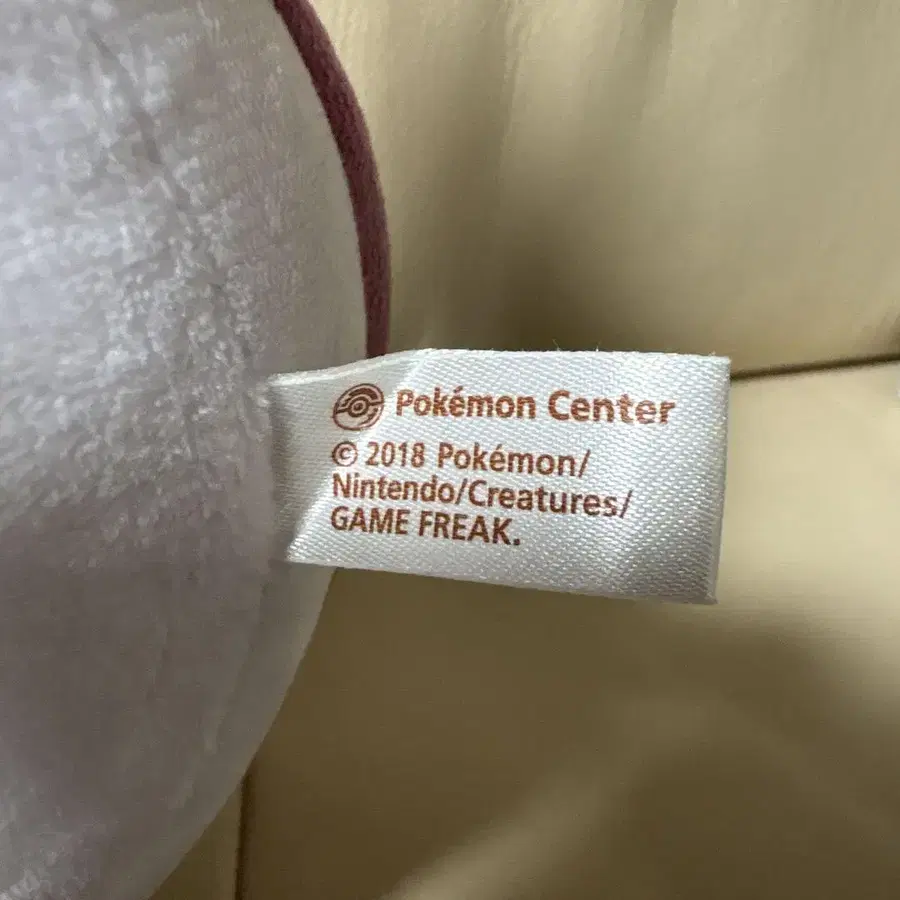 Pokémon Center
© 2018 Pokémon/
Nintendo/Creatures/
GAME FREAK.